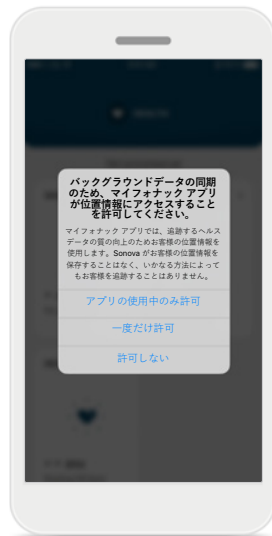 バックグラウンドデータの同期
のため、マイフォナック アプリ
が位置情報にアクセスすること
を許可してください。
マイフォナック アプリでは、追跡するヘルス
データの質の向上のためお客様の位置情報を
使用します。Sonova がお客様の位置情報を
保存することはなく、いかなる方法によって
もお客様を追跡することはありません。
アプリの使用中のみ許可
一度だけ許可
許可しない